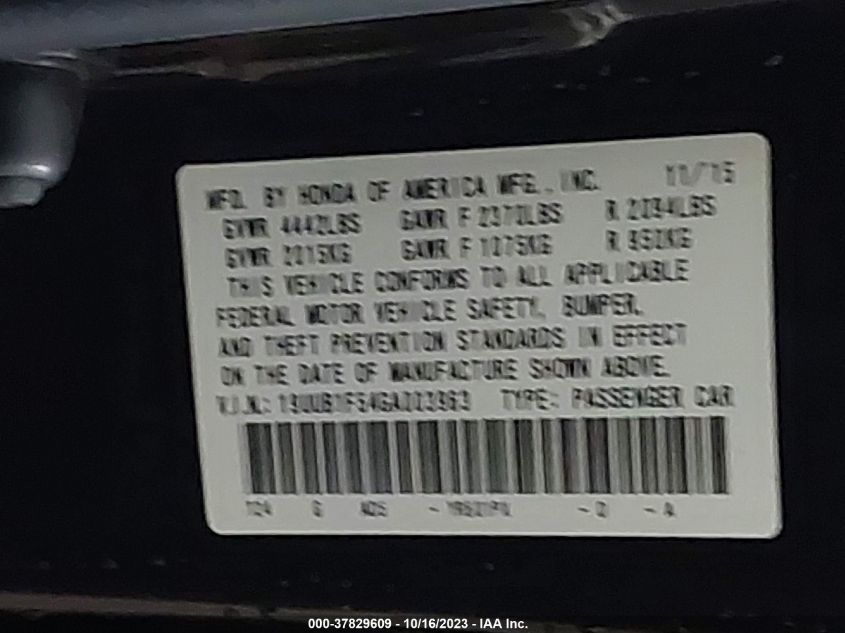 MFD. BY HONDA OF AMERICA MFG., INC. 11/15
GVWR 4442LBS GAWR F 2370LBS R 2094LBS
GVWR 2015KG GAWR F 1075KG R 950KG
THIS VEHICLE CONFORMS TO ALL APPLICABLE
FEDERAL MOTOR VEHICLE SAFETY, BUMPER,
AND THEFT PREVENTION STANDARDS IN EFFECT
ON THE DATE OF MANUFACTURE SHOWN ABOVE.
V.I.N.: TYPE: PASSENGER CAR
G - A
000-37829609 - 10/16/2023 - IAA Inc.